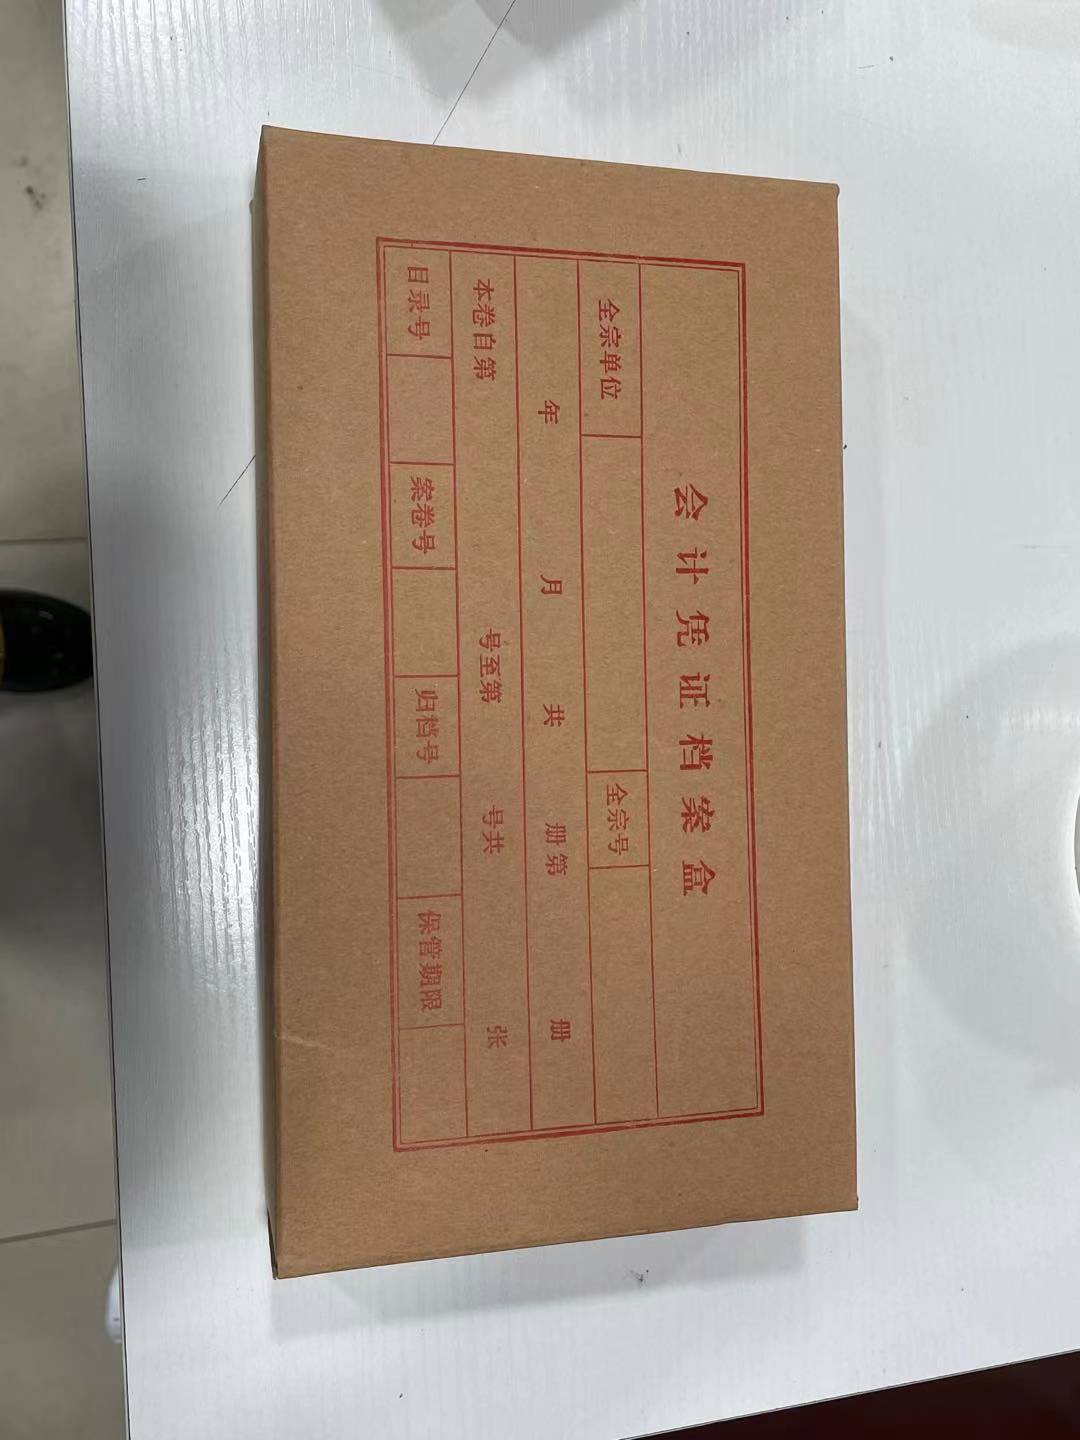 会计凭证档案盒
全宗单位 全宗号
年 月 共 册第 册
本卷自第 号至第 号共 张
目录号 案卷号 归档号 保管期限